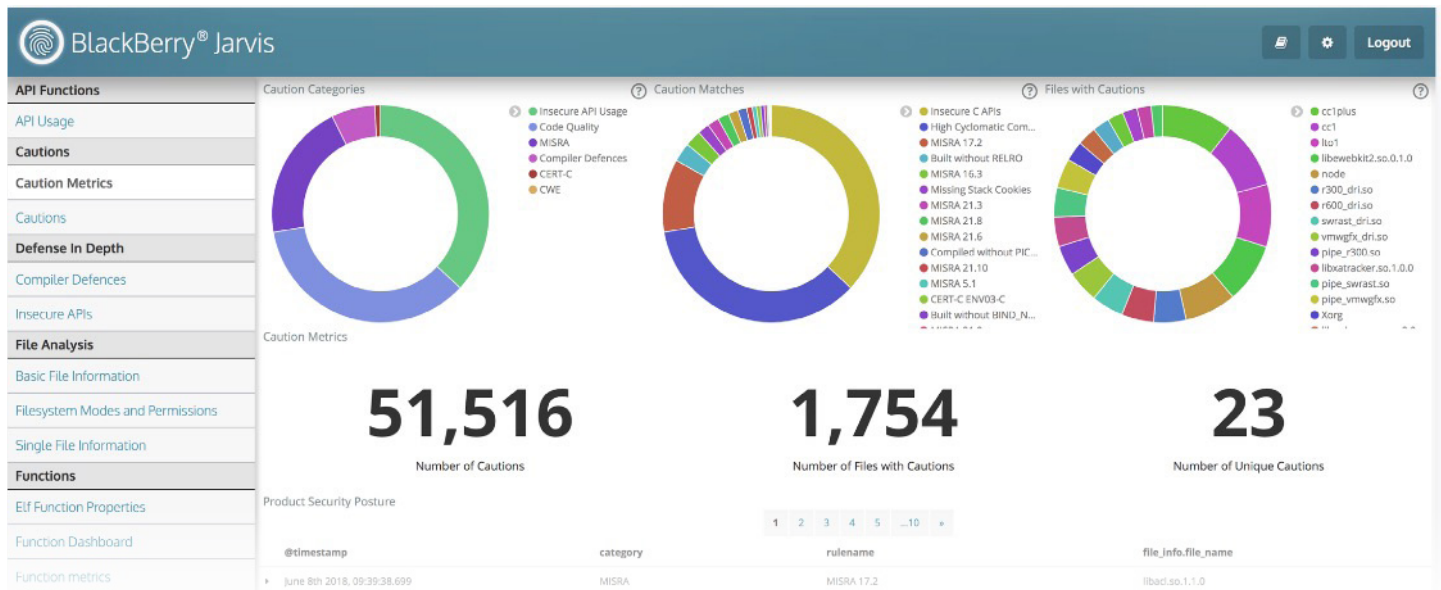 BlackBerry® Jarvis
Logout
API Functions
API Usage
Cautions
Caution Metrics
Cautions
Defense In Depth
Compiler Defences
Insecure APIs
File Analysis
Basic File Information
Filesystem Modes and Permissions
Single File Information
Functions
Elf Function Properties
Function Dashboard
Function metrics
Caution Categories
Insecure API Usage
Code Quality
MISRA
Compiler Defences
CERT-C
CWE
Caution Matches
Insecure C APIs
High Cyclomatic Com...
MISRA 17.2
Built without RELRO
MISRA 16.3
Missing Stack Cookies
MISRA 21.3
MISRA 21.8
MISRA 21.6
Compiled without PIC...
MISRA 21.10
MISRA 5.1
CERT-C ENV03-C
Built without BIND_N...
Files with Cautions
cc1plus
cc1
lto1
libewebkit2.so.0.1.0
node
r300_dri.so
r600_dri.so
swrast_dri.so
vmwgfx_dri.so
pipe_r300.so
libxatracker.so.1.0.0
pipe_swrast.so
pipe_vmwgfx.so
Xorg
Caution Metrics
51,516
Number of Cautions
1,754
Number of Files with Cautions
23
Number of Unique Cautions
Product Security Posture
1 2 3 4 5 ...10 »
@timestamp category rulename file_info.file_name
June 8th 2018, 09:39:38.699 MISRA MISRA 17.2 libacl.so.1.1.0